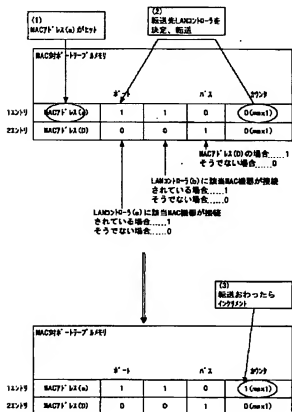 (1)
MACアドレス(a)がヒット
(2)
転送先LANコントローラを
決定、転送
MAC対ポートテーブルメモリ
ポート バス カウンタ
1エントリ MACアドレス(a) 1 1 0 0(max1)
2エントリ MACアドレス(D) 0 0 1 0(max1)
MACアドレス(D)の場合......1
そうでない場合......0
LANコントローラ(b)に該当MAC機器が接続
されている場合......1
そうでない場合......0
LANコントローラ(a)に該当MAC機器が接続
されている場合......1
そうでない場合......0
(3)
転送おわったら
インクリメント
MAC対ポートテーブルメモリ
ポート バス カウンタ
1エントリ MACアドレス(a) 1 1 0 1(max1)
2エントリ MACアドレス(D) 0 0 1 0(max1)